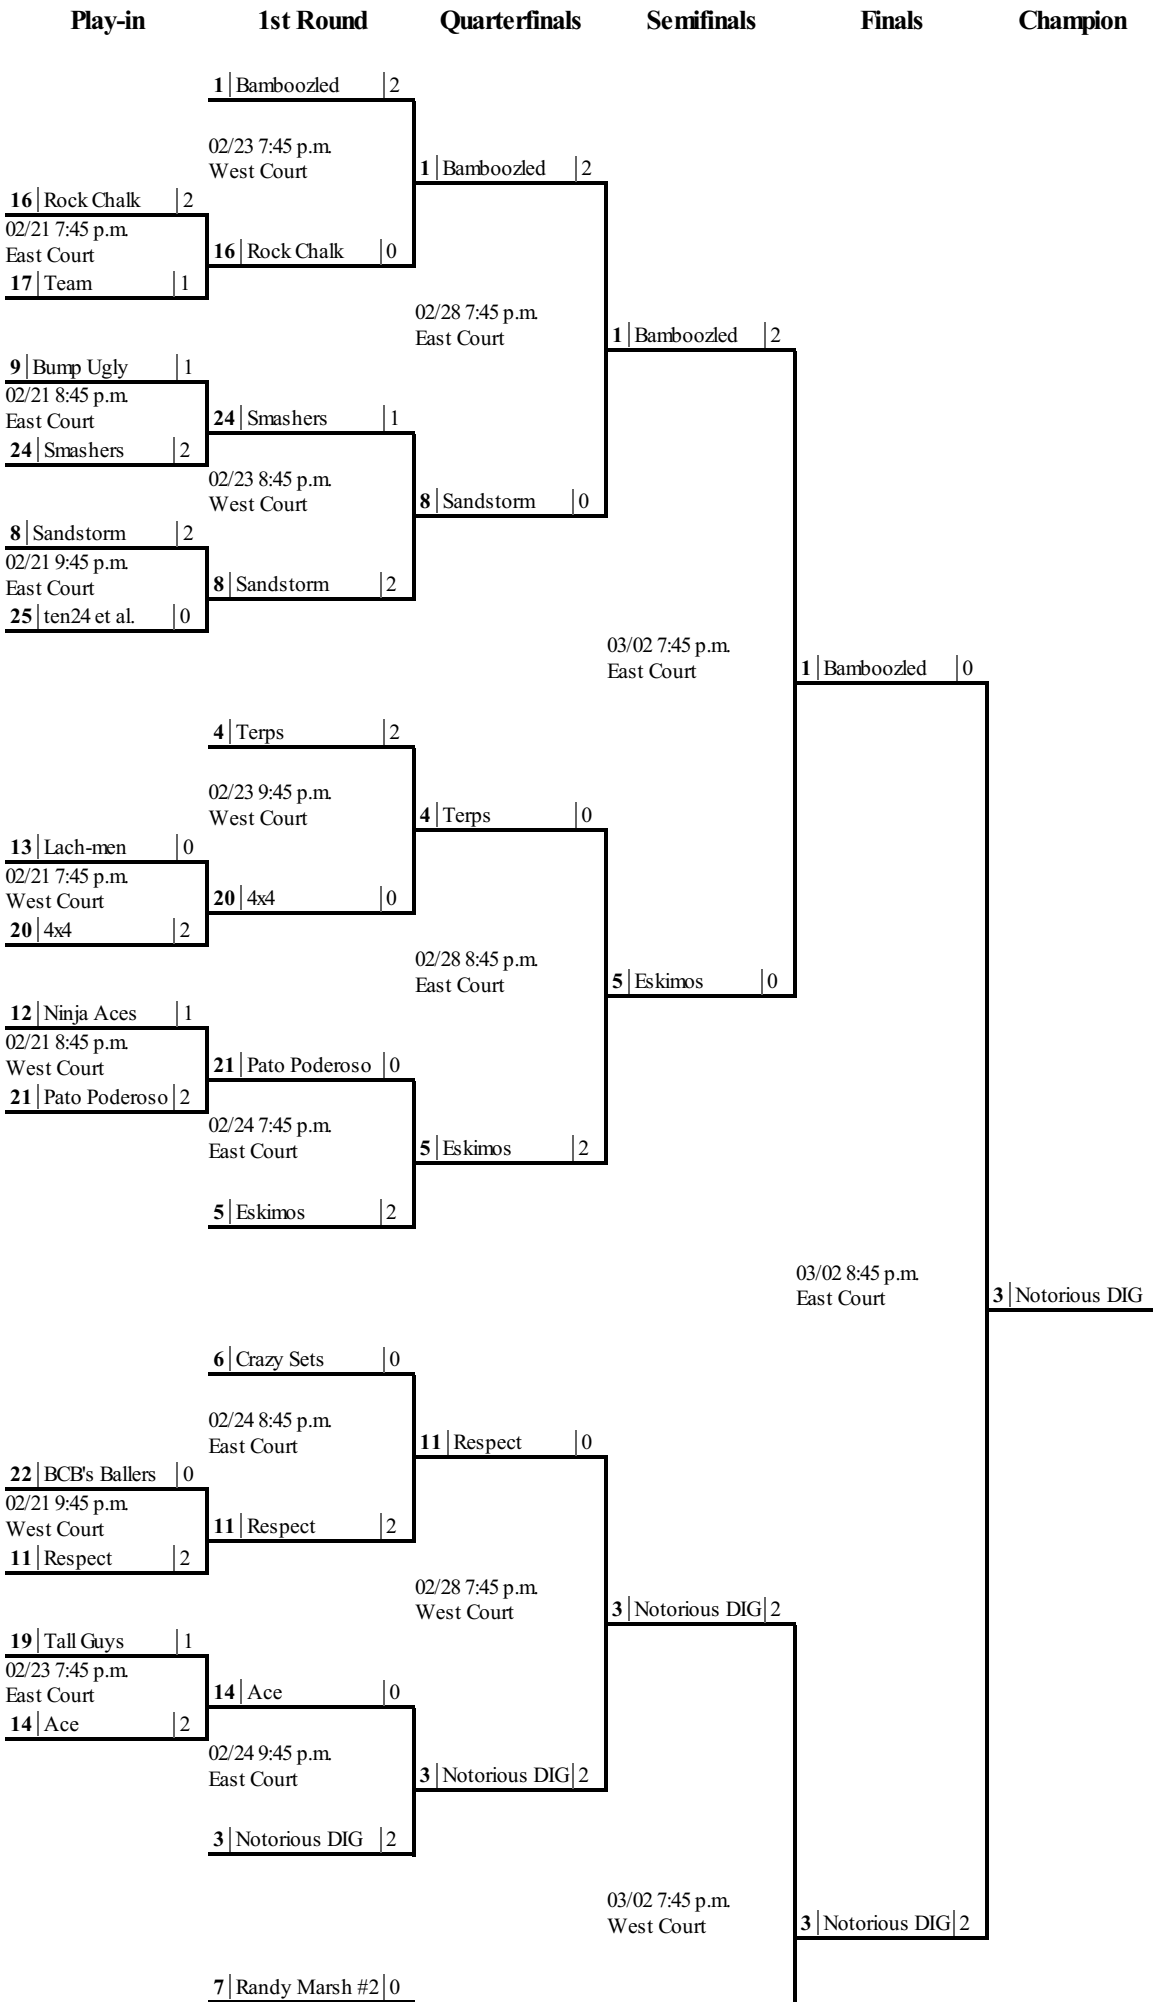 Play-in 1st Round Quarterfinals Semifinals Finals Champion
1 Bamboozled 2
02/23 7:45 p.m.
West Court
1 Bamboozled 2
16 Rock Chalk 2
02/21 7:45 p.m.
East Court
16 Rock Chalk 0
17 Team 1
02/28 7:45 p.m.
East Court
1 Bamboozled 2
9 Bump Ugly 1
02/21 8:45 p.m.
East Court
24 Smashers 1
24 Smashers 2
02/23 8:45 p.m.
West Court
8 Sandstorm 0
8 Sandstorm 2
02/21 9:45 p.m.
East Court
8 Sandstorm 2
25 ten24 et al. 0
03/02 7:45 p.m.
East Court
1 Bamboozled 0
4 Terps 2
02/23 9:45 p.m.
West Court
4 Terps 0
13 Lach-men 0
02/21 7:45 p.m.
West Court
20 4x4 0
20 4x4 2
02/28 8:45 p.m.
East Court
5 Eskimos 0
12 Ninja Aces 1
02/21 8:45 p.m.
West Court
21 Pato Poderoso 0
21 Pato Poderoso 2
02/24 7:45 p.m.
East Court
5 Eskimos 2
5 Eskimos 2
03/02 8:45 p.m.
East Court
3 Notorious DIG
6 Crazy Sets 0
02/24 8:45 p.m.
East Court
11 Respect 0
22 BCB's Ballers 0
02/21 9:45 p.m.
West Court
11 Respect 2
11 Respect 2
02/28 7:45 p.m.
West Court
3 Notorious DIG 2
19 Tall Guys 1
02/23 7:45 p.m.
East Court
14 Ace 0
14 Ace 2
02/24 9:45 p.m.
East Court
3 Notorious DIG 2
3 Notorious DIG 2
03/02 7:45 p.m.
West Court
3 Notorious DIG 2
7 Randy Marsh #2 0